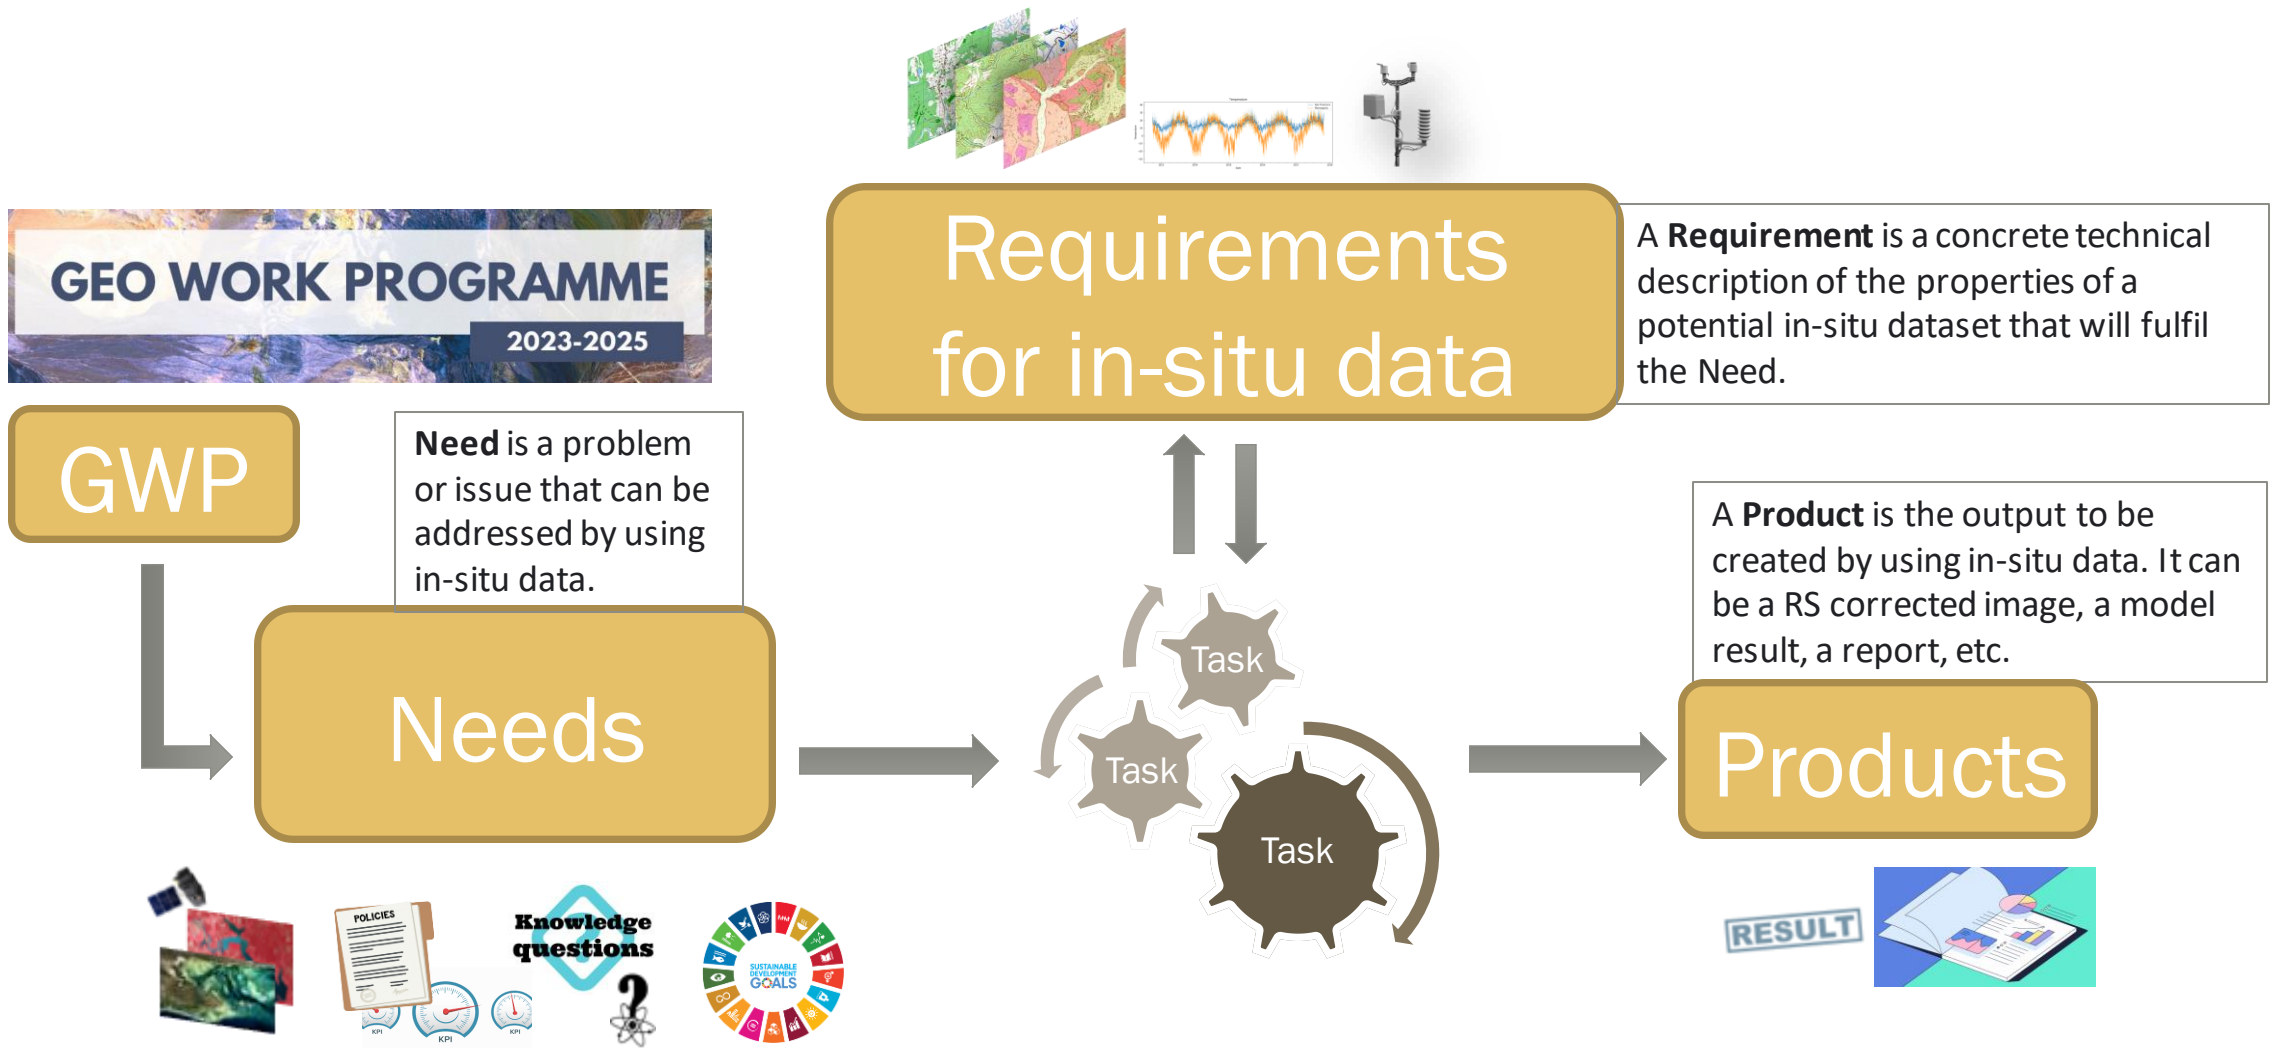 Temperature
GEO WORK PROGRAMME
2023-2025
Requirements
for in-situ data
A Requirement is a concrete technical
description of the properties of a
potential in-situ dataset that will fulfil
the Need.
GWP
Need is a problem
or issue that can be
addressed by using
in-situ data.
Needs
Task
Task
Task
A Product is the output to be
created by using in-situ data. It can
be a RS corrected image, a model
result, a report, etc.
Products
POLICIES
KPI
KPI
KPI
Knowledge
questions
?
SUSTAINABLE
DEVELOPMENT
GOALS
RESULT